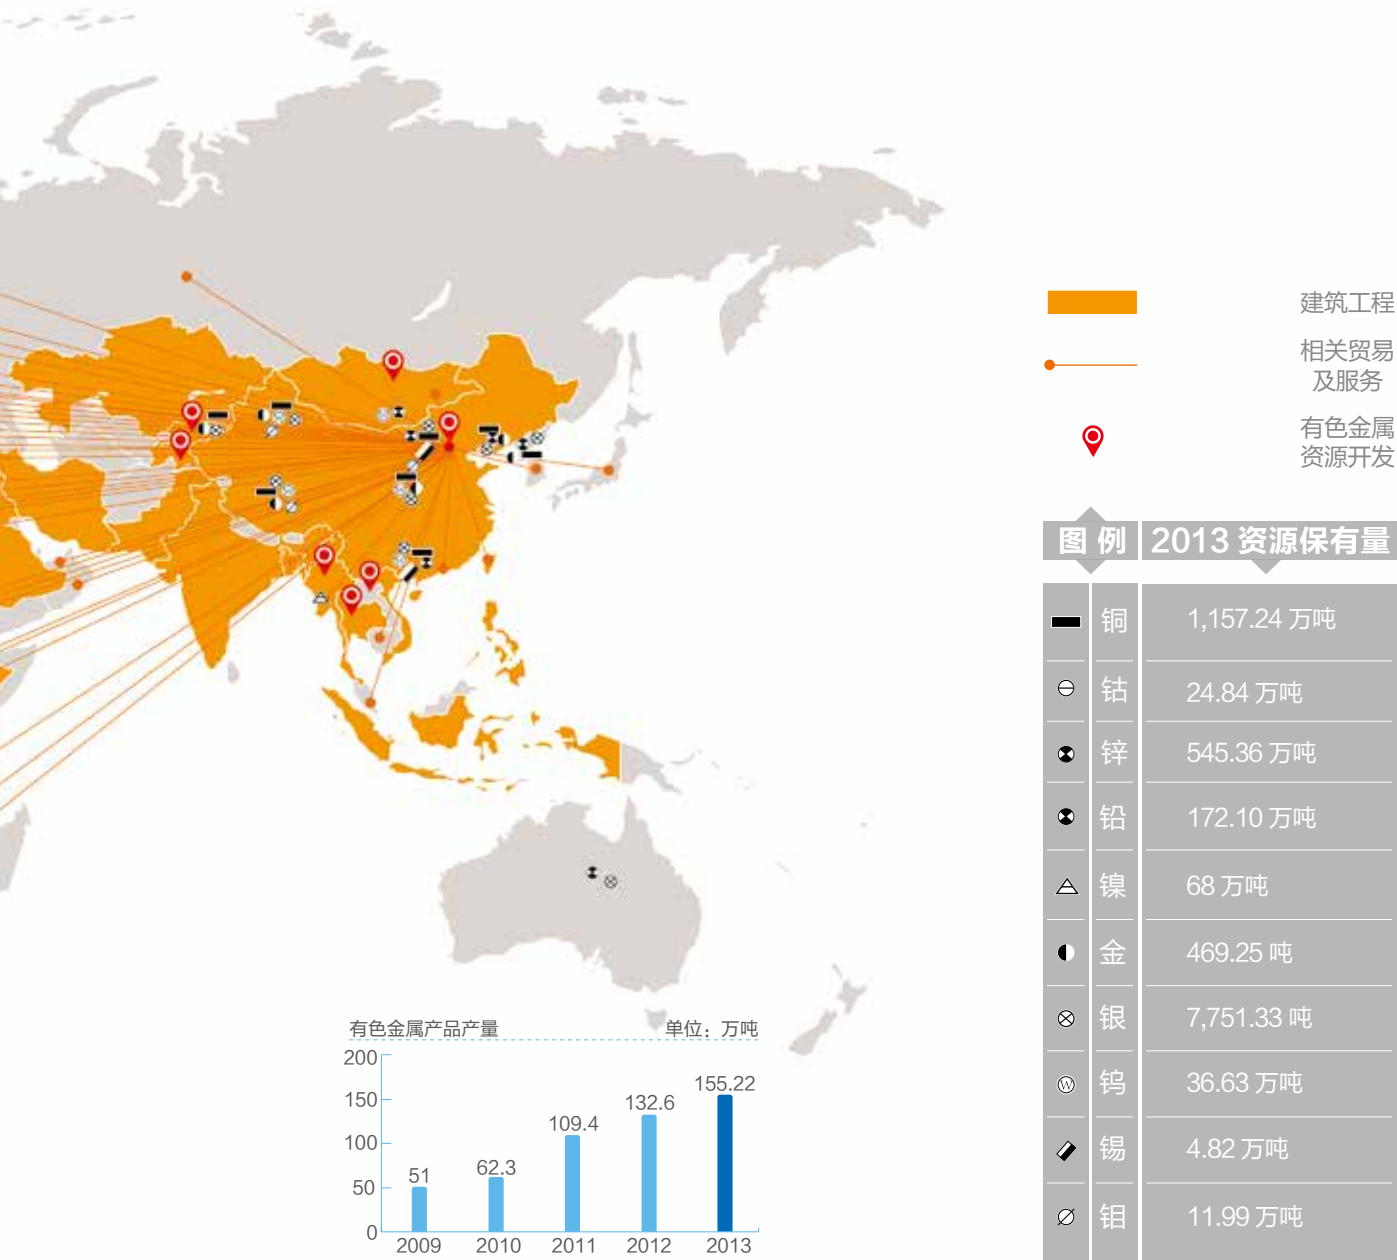 建筑工程
相关贸易
及服务
有色金属
资源开发
图 例 2013 资源保有量
铜 1,157.24 万吨
钴 24.84 万吨
锌 545.36 万吨
铅 172.10 万吨
镍 68 万吨
金 469.25 吨
银 7,751.33 吨
W 钨 36.63 万吨
锡 4.82 万吨
钼 11.99 万吨
有色金属产品产量 单位：万吨
200
150
100
50
0
51
62.3
109.4
132.6
155.22
2009 2010 2011 2012 2013